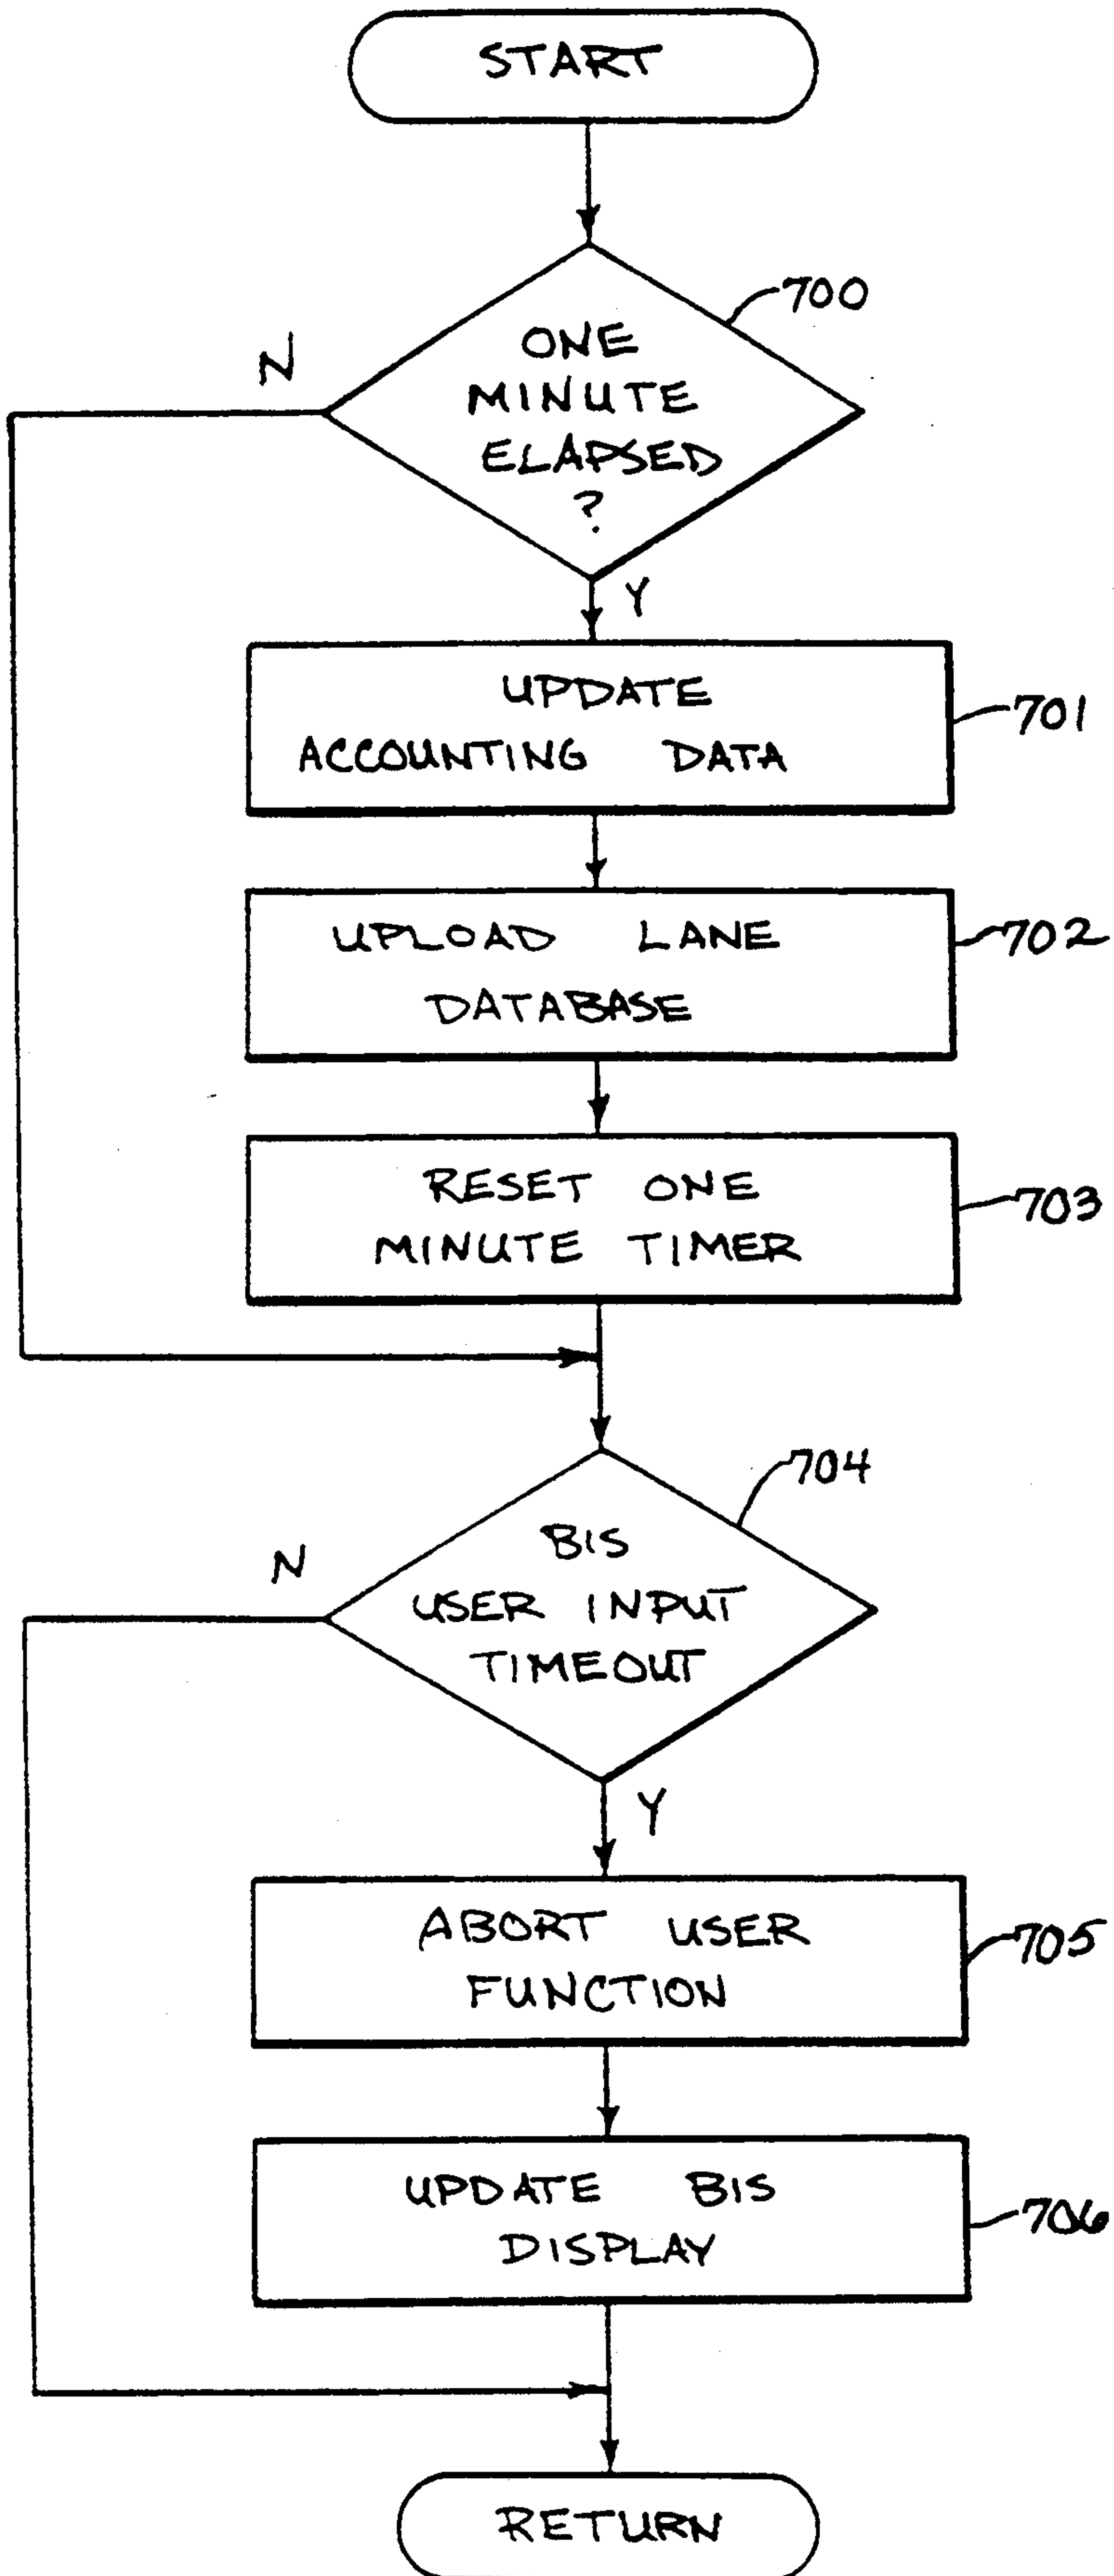 START
700
N
ONE
MINUTE
ELAPSED
?
Y
UPDATE
ACCOUNTING DATA
701
UPLOAD LANE
DATABASE
702
RESET ONE
MINUTE TIMER
703
704
N
BIS
USER INPUT
TIMEOUT
Y
ABORT USER
FUNCTION
705
UPDATE BIS
DISPLAY
706
RETURN